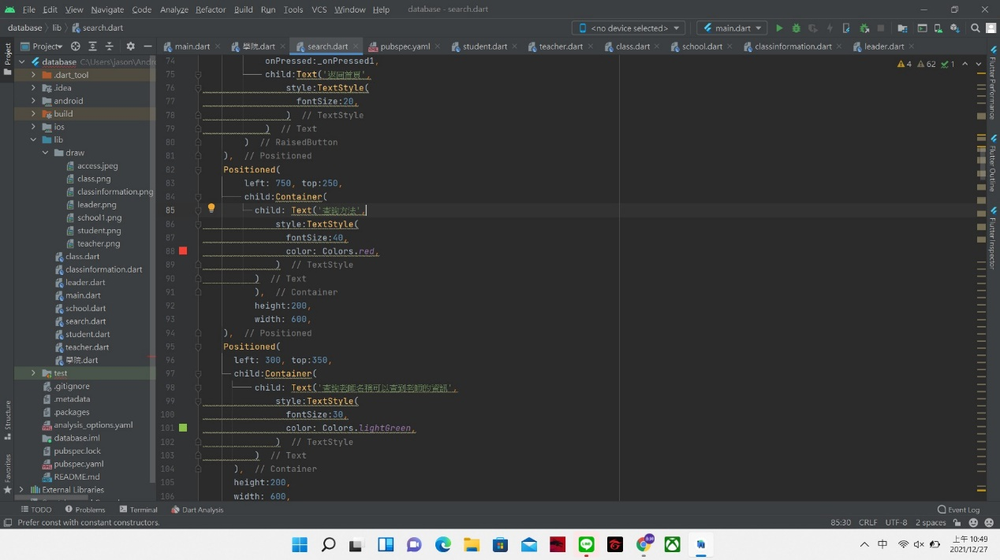 File Edit View Navigate Code Analyze Refactor Build Run Tools VCS Window Help database - search.dart
database lib search.dart <no device selected> main.dart
Project main.dart 學院.dart search.dart pubspec.yaml student.dart teacher.dart class.dart school.dart classinformation.dart leader.dart
Project
Structure
Favorites
database C:\Users\jason\Andro
.dart_tool
.idea
android
build
ios
lib
draw
access.jpeg
class.png
classinformation.png
leader.png
school1.png
student.png
teacher.png
class.dart
classinformation.dart
leader.dart
main.dart
school.dart
search.dart
student.dart
teacher.dart
學院.dart
test
.gitignore
.metadata
.packages
analysis_options.yaml
database.iml
pubspec.lock
pubspec.yaml
README.md
External Libraries
4 62 1
74 onPressed:_onPressed1,
75 child:Text('返回首頁',
76 style:TextStyle(
77 fontSize:20,
78 ) // TextStyle
79 ) // Text
80 ) // RaisedButton
81 ), // Positioned
82 Positioned(
83 left: 750, top:250,
84 child:Container(
85 child: Text('查詢方法',
86 style:TextStyle(
87 fontSize:40,
88 color: Colors.red,
89 ) // TextStyle
90 ) // Text
91 ), // Container
92 height:200,
93 width: 600,
94 ), // Positioned
95 Positioned(
96 left: 300, top:350,
97 child:Container(
98 child: Text('查詢老師名稱可以查到老師的資訊',
99 style:TextStyle(
100 fontSize:30,
101 color: Colors.lightGreen,
102 ) // TextStyle
103 ) // Text
104 ), // Container
105 height:200,
106 width: 600,
Flutter Performance
Flutter Outline
Flutter Inspector
TODO Problems Terminal Dart Analysis Event Log
Prefer const with constant constructors. 85:30 CRLF UTF-8 2 spaces
中 上午 10:49
2021/12/27